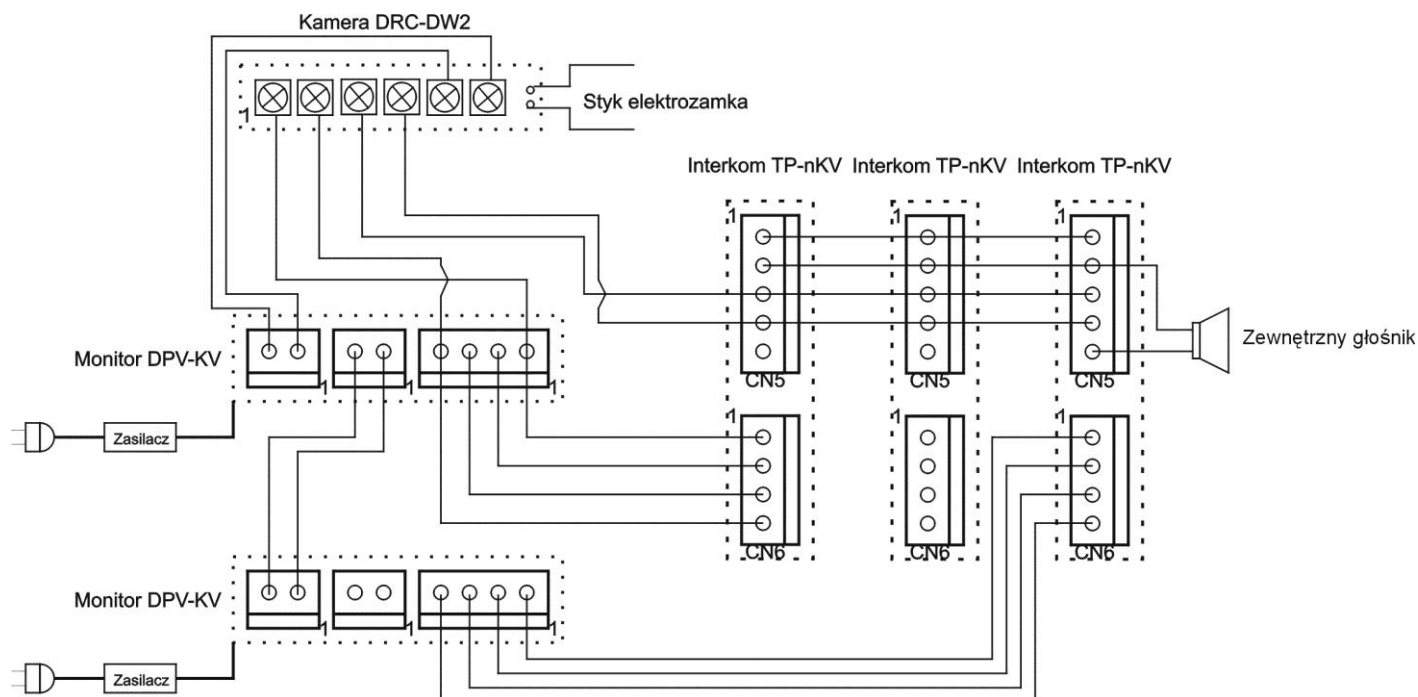 Kamera DRC-DW2
1
Styk elektrozamka
Interkom TP-nKV Interkom TP-nKV Interkom TP-nKV
1 1 1
Monitor DPV-KV
1 1 1
Zewnętrzny głośnik
CN5 CN5 CN5
1 1 1
Zasilacz
CN6 CN6 CN6
Monitor DPV-KV
1 1 1
Zasilacz